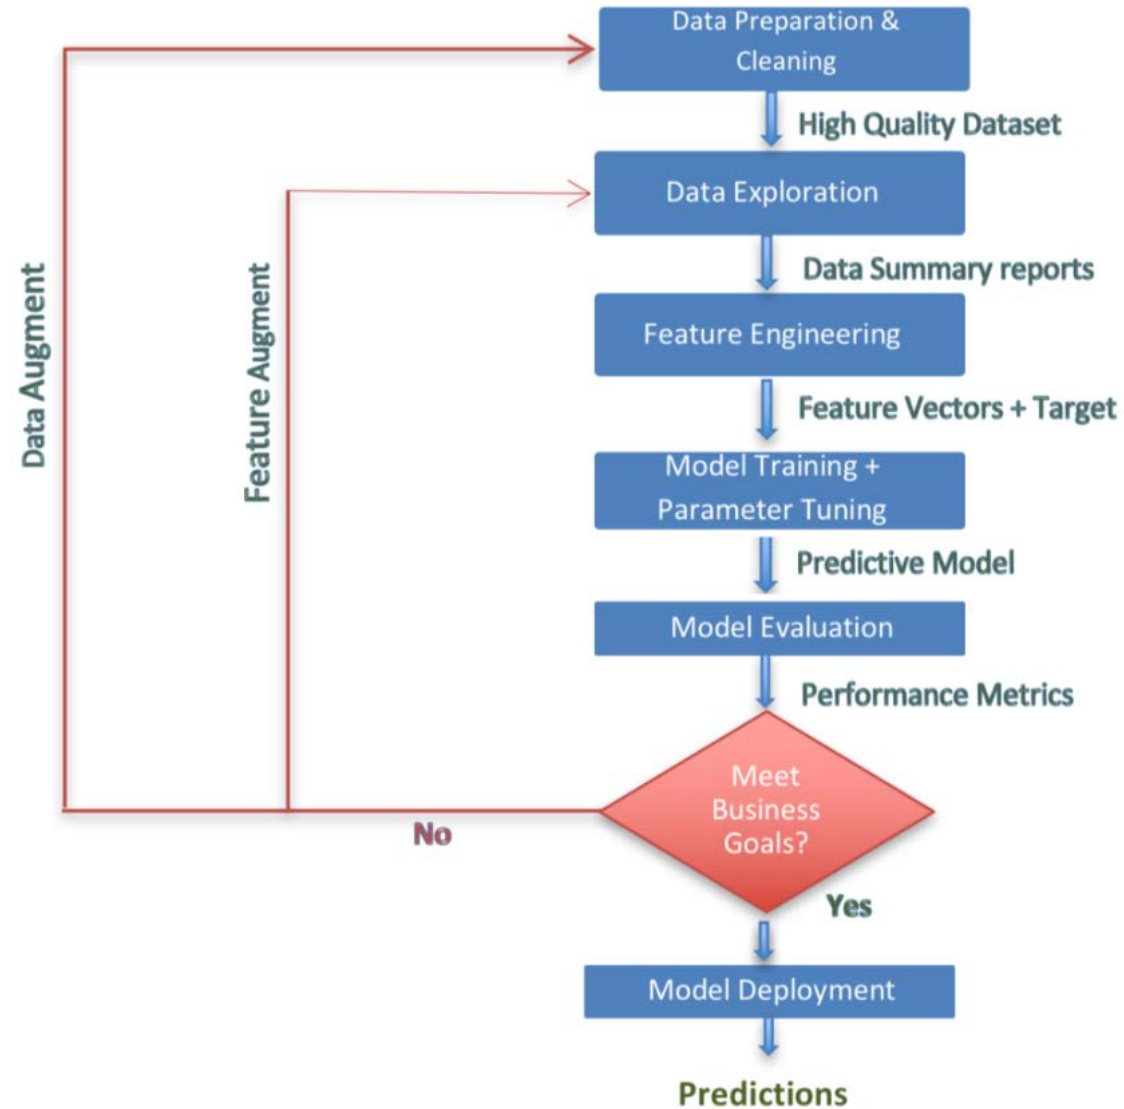 Data Preparation &
Cleaning
High Quality Dataset
Data Exploration
Data Summary reports
Feature Engineering
Feature Vectors + Target
Model Training +
Parameter Tuning
Predictive Model
Model Evaluation
Performance Metrics
Meet
Business
Goals?
No
Yes
Model Deployment
Predictions
Data Augment
Feature Augment